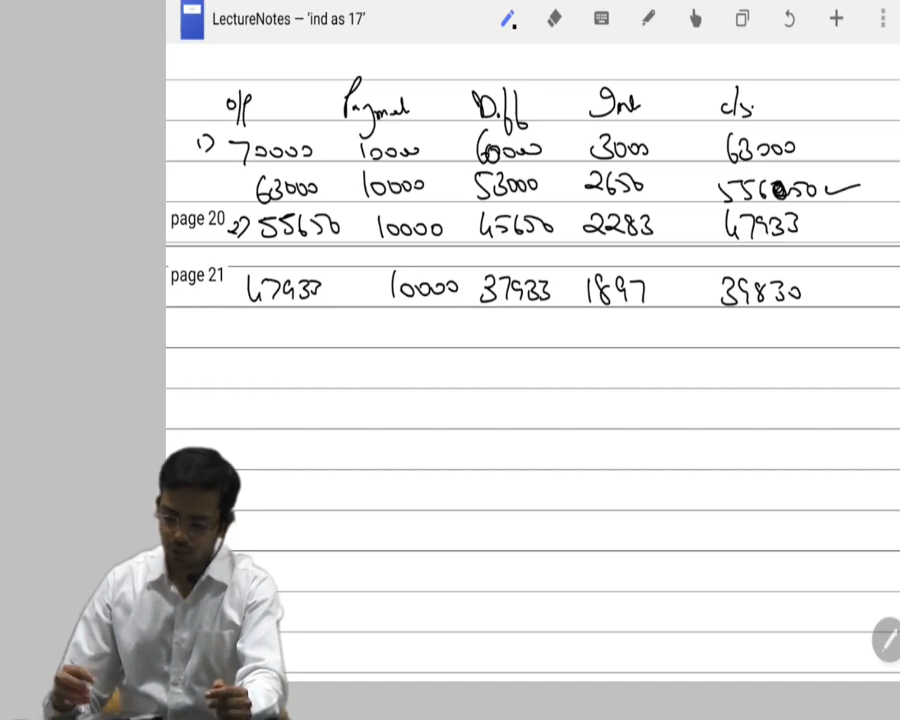 LectureNotes – 'ind as 17'
o/p Payment Diff Int c/s.
1) 70000 10000 60000 3000 63000
63000 10000 53000 2650 55650
page 20 2) 55650 10000 45650 2283 47933
page 21
47933 10000 37933 1897 39830